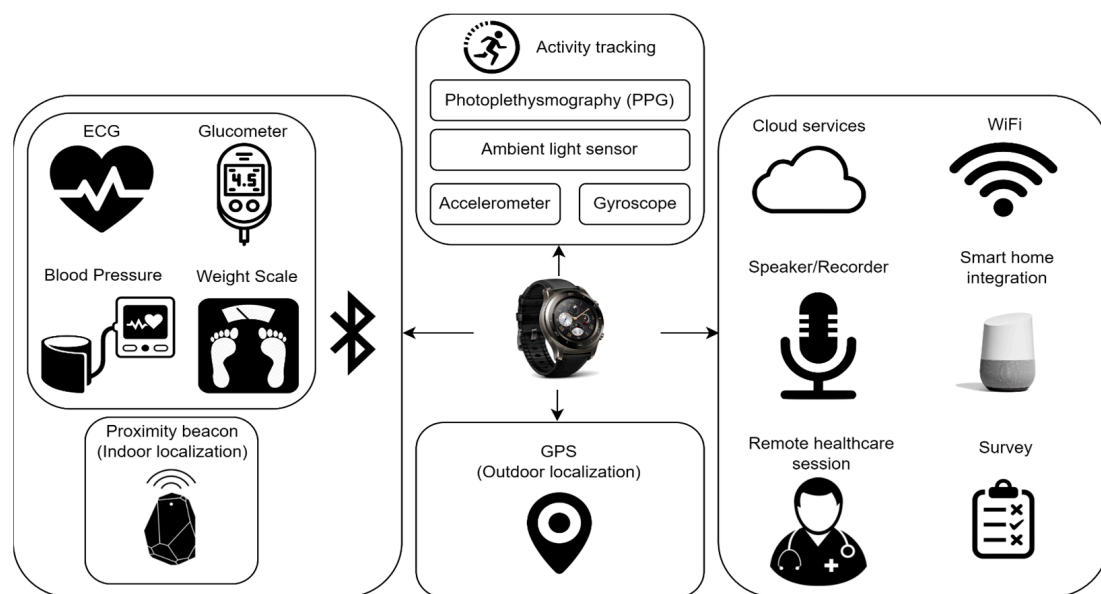 Activity tracking
Photoplethysmography (PPG)
Ambient light sensor
Accelerometer
Gyroscope
ECG
Glucometer
4.5
Blood Pressure
Weight Scale
Proximity beacon
(Indoor localization)
GPS
(Outdoor localization)
Cloud services
WiFi
Speaker/Recorder
Smart home
integration
Remote healthcare
session
Survey